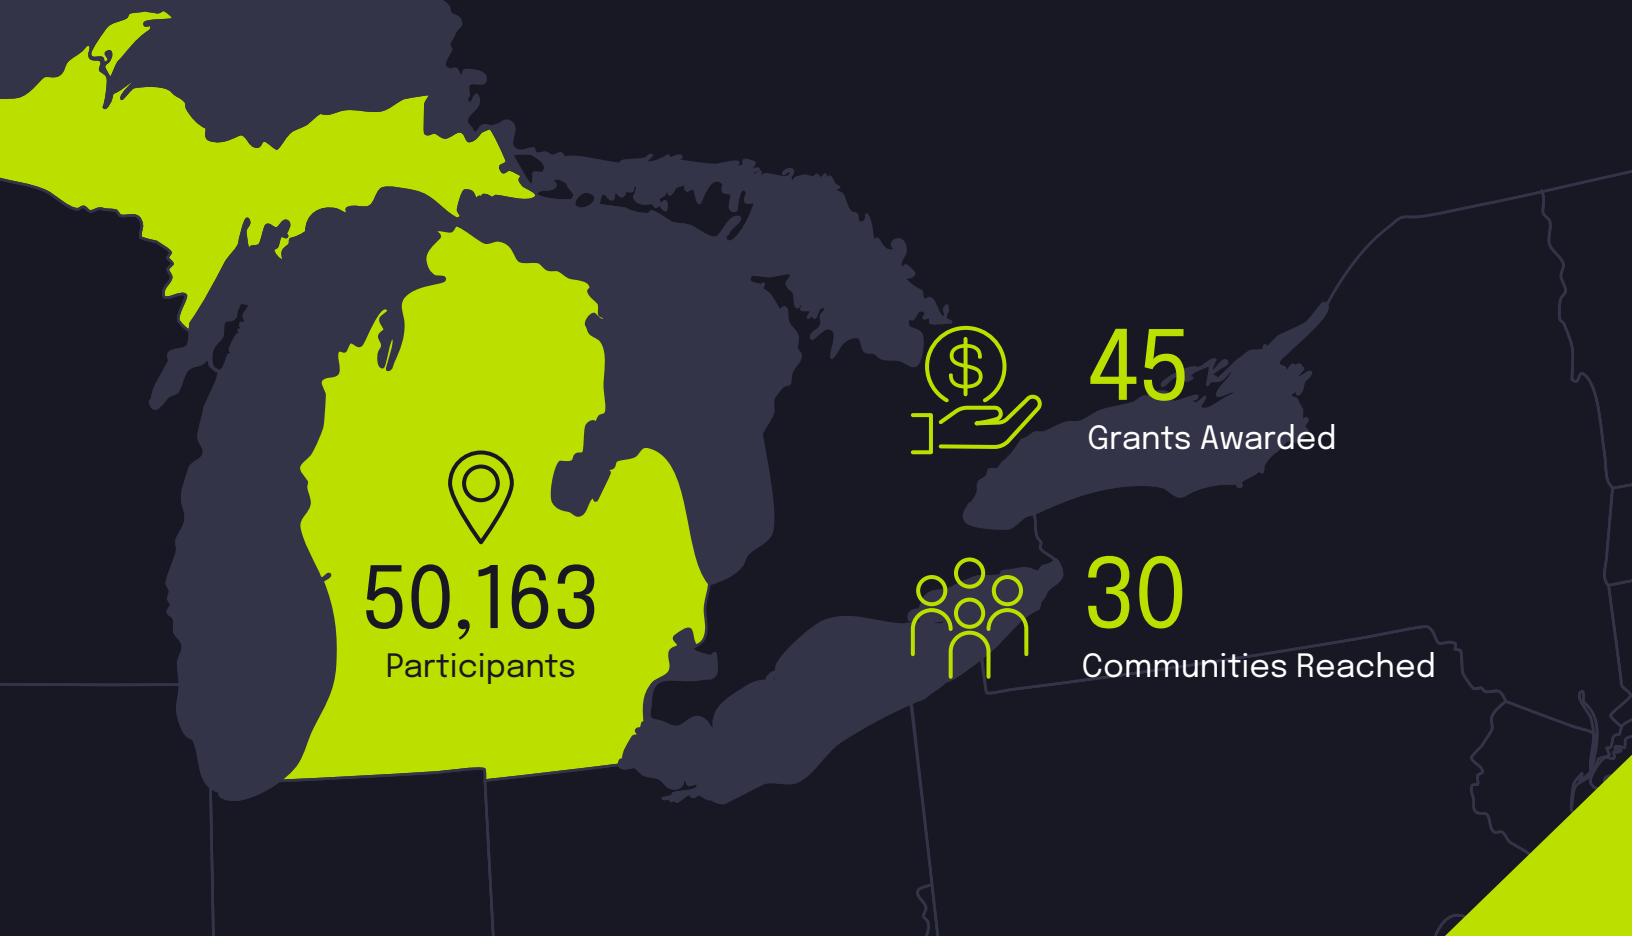 45
Grants Awarded
50,163
Participants
30
Communities Reached